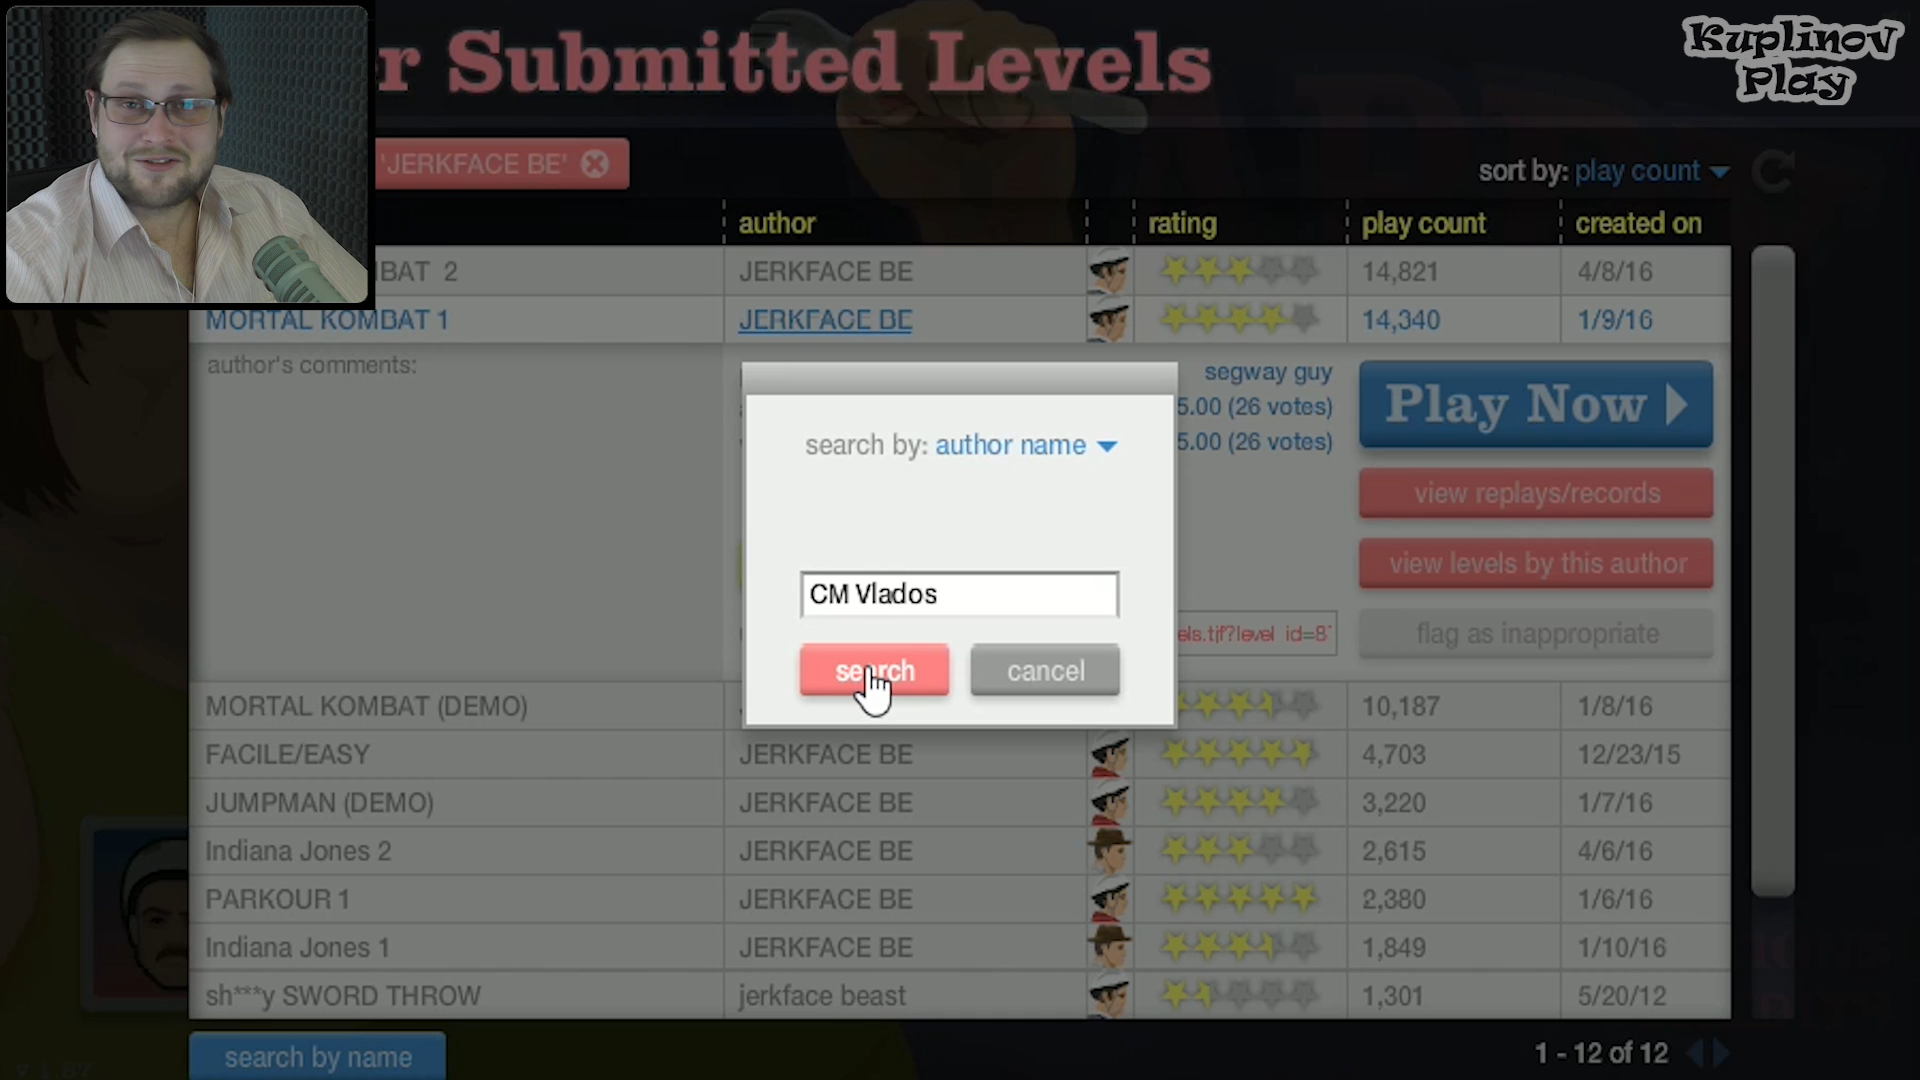 Kuplinov
Play
r Submitted Levels
'JERKFACE BE'
sort by: play count
author rating play count created on
BAT 2 JERKFACE BE 14,821 4/8/16
MORTAL KOMBAT 1 JERKFACE BE 14,340 1/9/16
author's comments:
segway guy
5.00 (26 votes)
5.00 (26 votes)
Play Now
view replays/records
view levels by this author
flag as inappropriate
els.tjf?level_id=8
search by: author name
CM Vlados
search cancel
MORTAL KOMBAT (DEMO) 10,187 1/8/16
FACILE/EASY JERKFACE BE 4,703 12/23/15
JUMPMAN (DEMO) JERKFACE BE 3,220 1/7/16
Indiana Jones 2 JERKFACE BE 2,615 4/6/16
PARKOUR 1 JERKFACE BE 2,380 1/6/16
Indiana Jones 1 JERKFACE BE 1,849 1/10/16
sh***y SWORD THROW jerkface beast 1,301 5/20/12
search by name
1 - 12 of 12